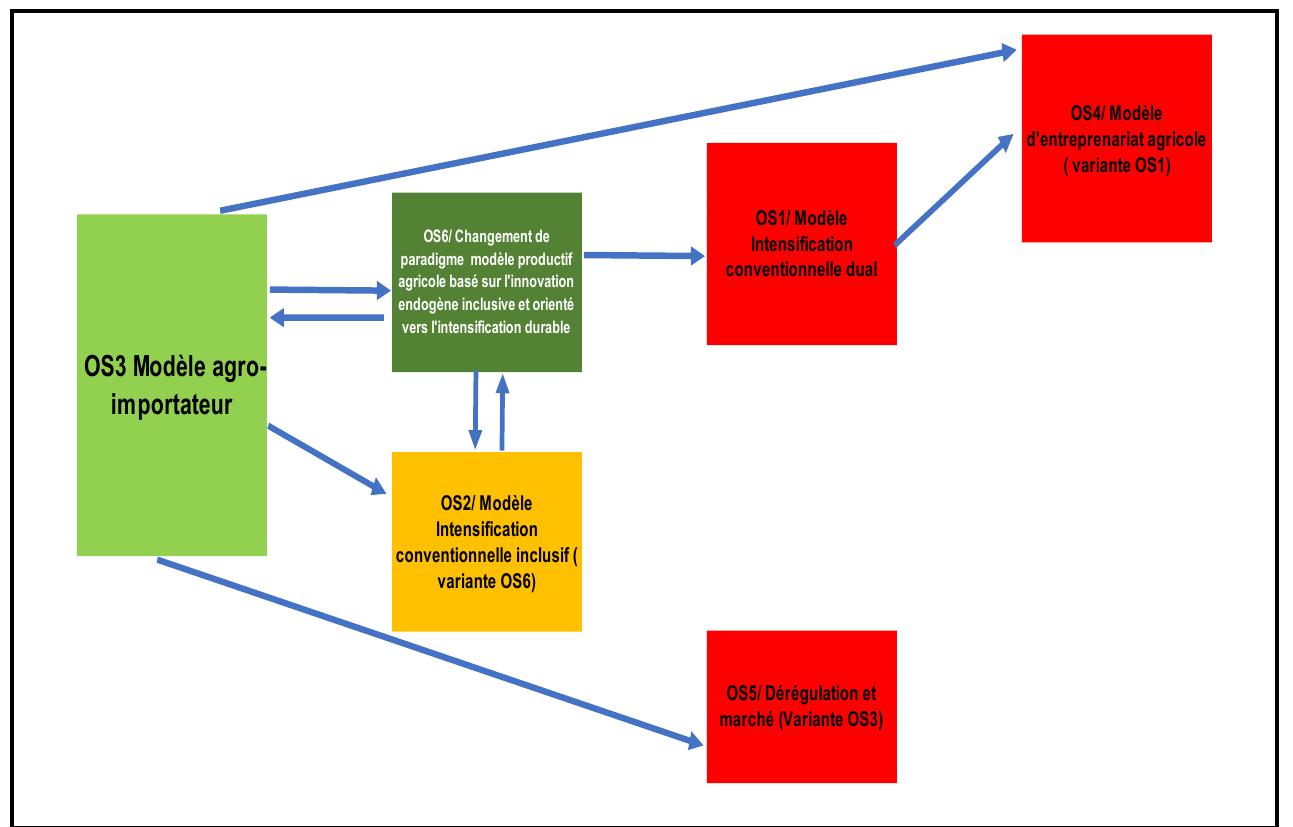 OS3 Modèle agro-
importateur
OS6/ Changement de
paradigme modèle productif
agricole basé sur l'innovation
endogène inclusive et orienté
vers l'intensification durable
OS2/ Modèle
Intensification
conventionnelle inclusif (
variante OS6)
OS1/ Modèle
Intensification
conventionnelle dual
OS4/ Modèle
d'entreprenariat agricole
( variante OS1)
OS5/ Dérégulation et
marché (Variante OS3)